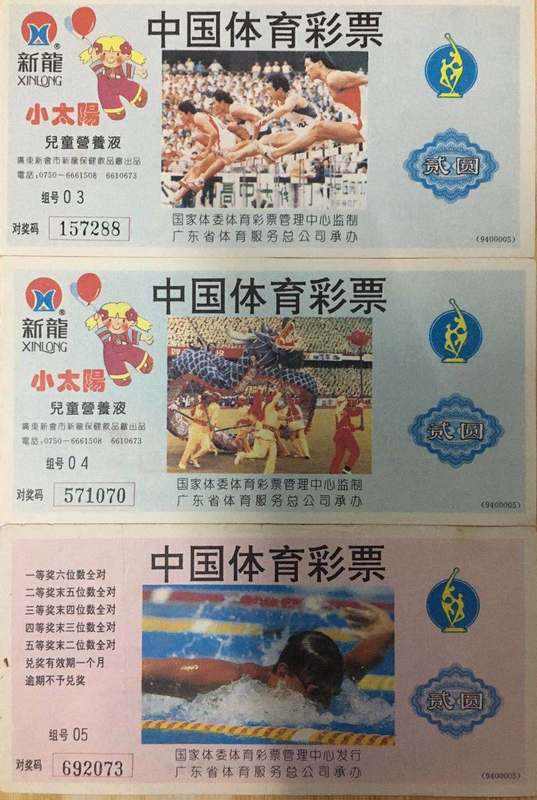 中国体育彩票
新龍®
XINLONG
小太陽
兒童營養液
廣東新會市新龍保健飲品廠出品
電話:0750-6661508 6610673
组号 03
对奖码 157288
贰圆
国家体委体育彩票管理中心监制
广东省体育服务总公司承办
(9400005)
中国体育彩票
新龍®
XINLONG
小太陽
兒童營養液
廣東新會市新龍保健飲品廠出品
電話:0750-6661508 6610673
组号 04
对奖码 571070
贰圆
国家体委体育彩票管理中心监制
广东省体育服务总公司承办
(9400005)
中国体育彩票
一等奖六位数全对
二等奖末五位数全对
三等奖末四位数全对
四等奖末三位数全对
五等奖末二位数全对
兑奖有效期一个月
逾期不予兑奖
组号 05
对奖码 692073
贰圆
国家体委体育彩票管理中心发行
广东省体育服务总公司承办